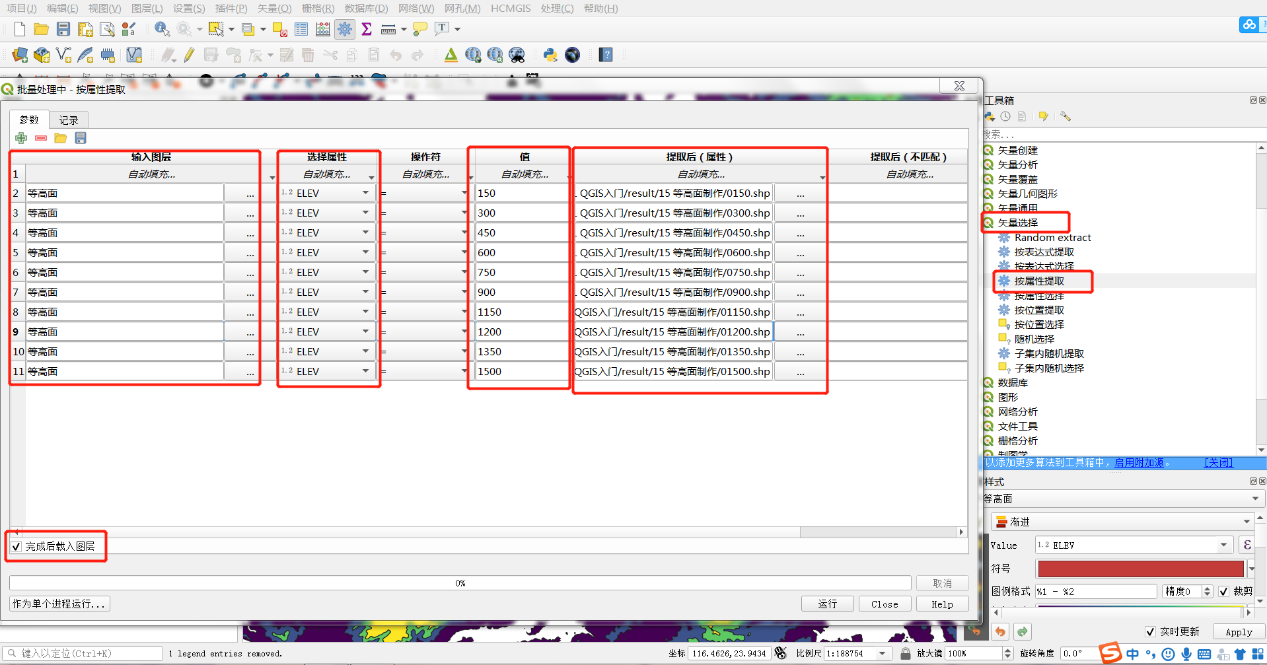 项目(J) 编辑(E) 视图(V) 图层(L) 设置(S) 插件(P) 矢量(O) 栅格(R) 数据库(D) 网络(W) 网孔(M) HCMGIS 处理(C) 帮助(H)
批量处理中 - 按属性提取
参数 记录
输入图层 选择属性 操作符 值 提取后（属性） 提取后（不匹配）
1 自动填充... 自动填充... 自动填充... 自动填充... 自动填充... 自动填充...
2 等高面 ... 1.2 ELEV = 150 . QGIS入门/result/15 等高面制作/0150.shp ...
3 等高面 ... 1.2 ELEV = 300 . QGIS入门/result/15 等高面制作/0300.shp ...
4 等高面 ... 1.2 ELEV = 450 . QGIS入门/result/15 等高面制作/0450.shp ...
5 等高面 ... 1.2 ELEV = 600 . QGIS入门/result/15 等高面制作/0600.shp ...
6 等高面 ... 1.2 ELEV = 750 . QGIS入门/result/15 等高面制作/0750.shp ...
7 等高面 ... 1.2 ELEV = 900 . QGIS入门/result/15 等高面制作/0900.shp ...
8 等高面 ... 1.2 ELEV = 1150 QGIS入门/result/15 等高面制作/01150.shp ...
9 等高面 ... 1.2 ELEV = 1200 QGIS入门/result/15 等高面制作/01200.shp ...
10 等高面 ... 1.2 ELEV = 1350 QGIS入门/result/15 等高面制作/01350.shp ...
11 等高面 ... 1.2 ELEV = 1500 QGIS入门/result/15 等高面制作/01500.shp ...
完成后载入图层
0%
取消
作为单个进程运行...
运行 Close Help
工具箱
搜索...
矢量创建
矢量分析
矢量覆盖
矢量几何图形
矢量通用
矢量选择
Random extract
按表达式提取
按表达式选择
按属性提取
按属性选择
按位置提取
按位置选择
随机选择
子集内随机提取
子集内随机选择
数据库
图形
网络分析
文件工具
栅格分析
制图学
以添加更多算法到工具箱中，启用附加源。 [关闭]
样式
等高面
渐进
Value 1.2 ELEV
符号
图例格式 %1 - %2 精度0 裁剪
实时更新 Apply
键入以定位(Ctrl+K) 1 legend entries removed. 坐标 116.4626,23.9434 比例尺 1:188754 放大镜 100% 旋转角度 0.0°
中